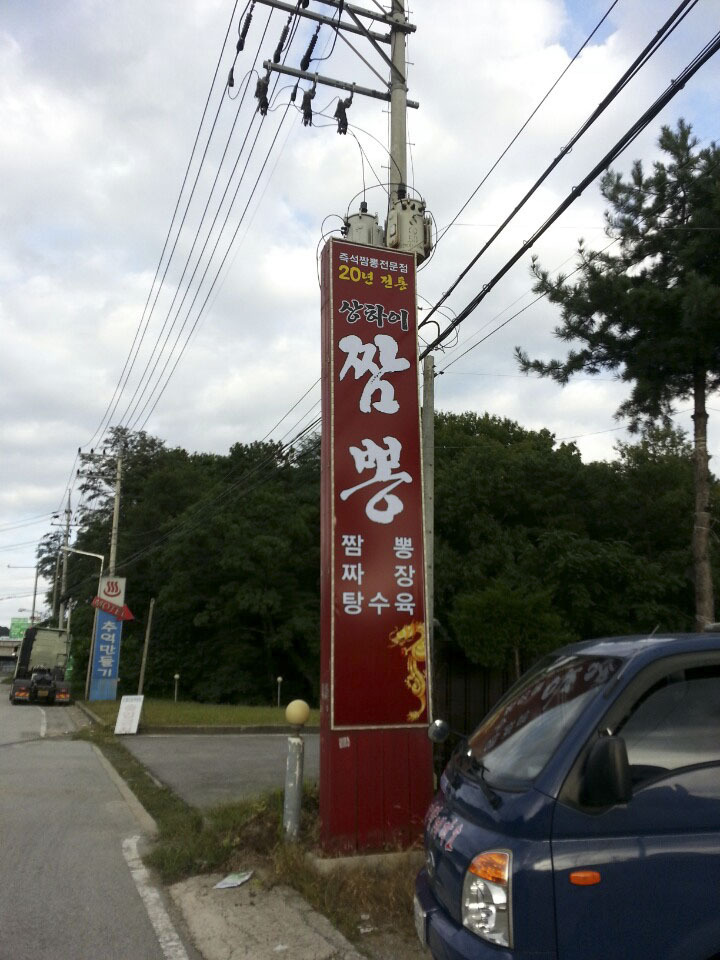 즉석짬뽕전문점
20년 전통
상하이
짬
뽕
짬 뽕
짜 장
탕수육
추억만들기